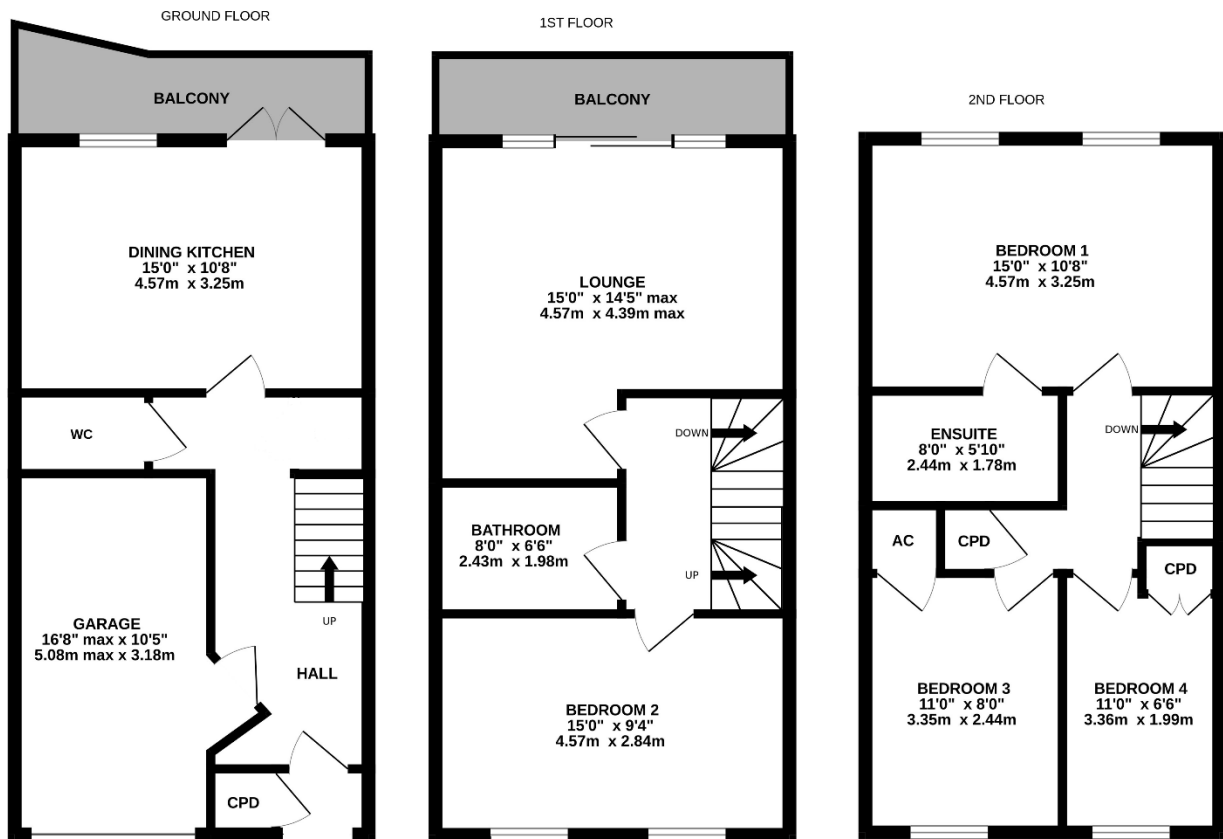 GROUND FLOOR
BALCONY
DINING KITCHEN
15'0" x 10'8"
4.57m x 3.25m
WC
GARAGE
16'8" max x 10'5"
5.08m max x 3.18m
UP
HALL
CPD
1ST FLOOR
BALCONY
LOUNGE
15'0" x 14'5" max
4.57m x 4.39m max
DOWN
BATHROOM
8'0" x 6'6"
2.43m x 1.98m
UP
BEDROOM 2
15'0" x 9'4"
4.57m x 2.84m
2ND FLOOR
BEDROOM 1
15'0" x 10'8"
4.57m x 3.25m
DOWN
ENSUITE
8'0" x 5'10"
2.44m x 1.78m
AC
CPD
CPD
BEDROOM 3
11'0" x 8'0"
3.35m x 2.44m
BEDROOM 4
11'0" x 6'6"
3.36m x 1.99m